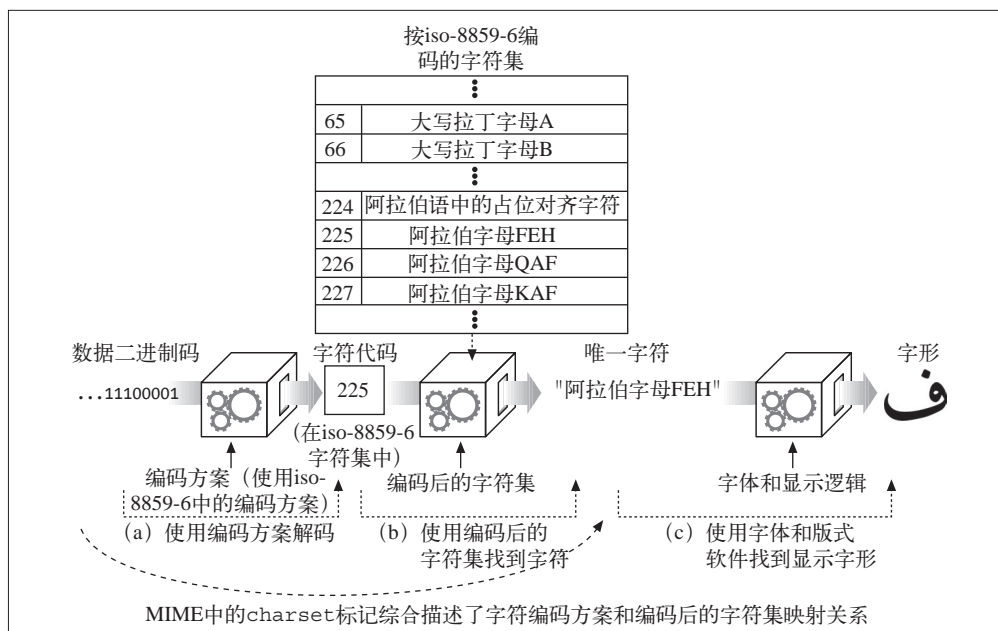 按iso-8859-6编
码的字符集
65 大写拉丁字母A
66 大写拉丁字母B
224 阿拉伯语中的占位对齐字符
225 阿拉伯字母FEH
226 阿拉伯字母QAF
227 阿拉伯字母KAF
数据二进制码 字符代码 唯一字符 字形
...11100001 225 "阿拉伯字母FEH" ف
(在iso-8859-6
字符集中)
编码方案（使用iso-
8859-6中的编码方案）
编码后的字符集
字体和显示逻辑
（a）使用编码方案解码
（b）使用编码后的
字符集找到字符
（c）使用字体和版式
软件找到显示字形
MIME中的charset标记综合描述了字符编码方案和编码后的字符集映射关系